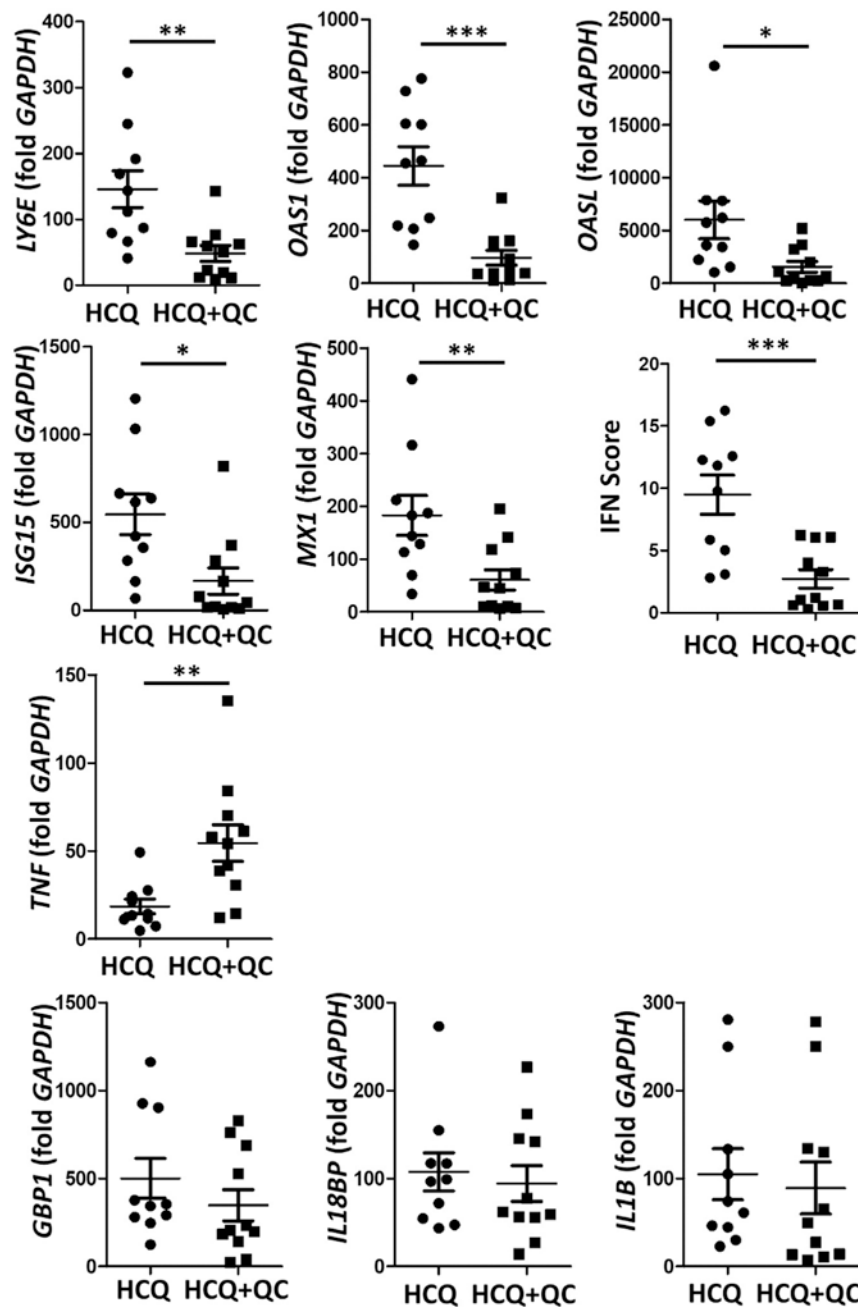 LY6E (fold GAPDH)
400
300
200
100
0
**
HCQ HCQ+QC
OAS1 (fold GAPDH)
1000
800
600
400
200
0
***
HCQ HCQ+QC
OASL (fold GAPDH)
25000
20000
15000
10000
5000
0
*
HCQ HCQ+QC
ISG15 (fold GAPDH)
1500
1000
500
0
*
HCQ HCQ+QC
MX1 (fold GAPDH)
500
400
300
200
100
0
**
HCQ HCQ+QC
IFN Score
20
15
10
5
0
***
HCQ HCQ+QC
TNF (fold GAPDH)
150
100
50
0
**
HCQ HCQ+QC
GBP1 (fold GAPDH)
1500
1000
500
0
HCQ HCQ+QC
IL18BP (fold GAPDH)
300
200
100
0
HCQ HCQ+QC
IL1B (fold GAPDH)
300
200
100
0
HCQ HCQ+QC